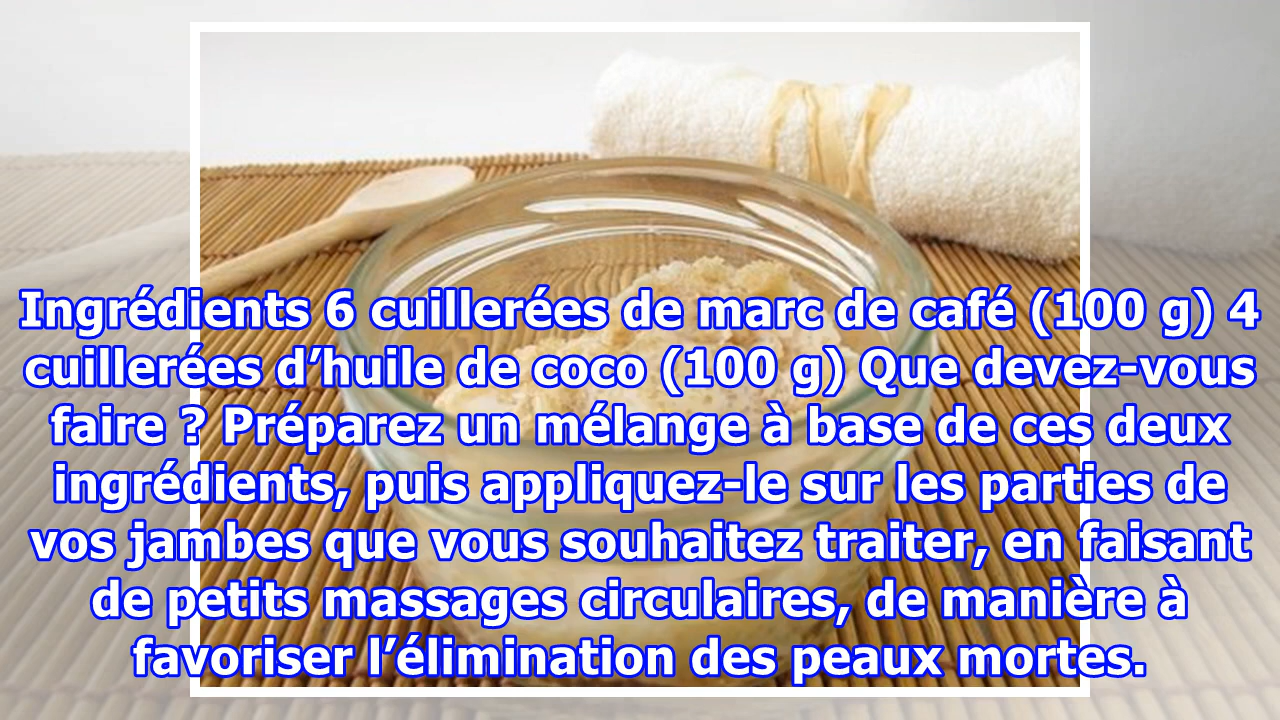 Ingrédients 6 cuillerées de marc de café (100 g) 4
cuillerées d’huile de coco (100 g) Que devez-vous
faire ? Préparez un mélange à base de ces deux
ingrédients, puis appliquez-le sur les parties de
vos jambes que vous souhaitez traiter, en faisant
de petits massages circulaires, de manière à
favoriser l’élimination des peaux mortes.